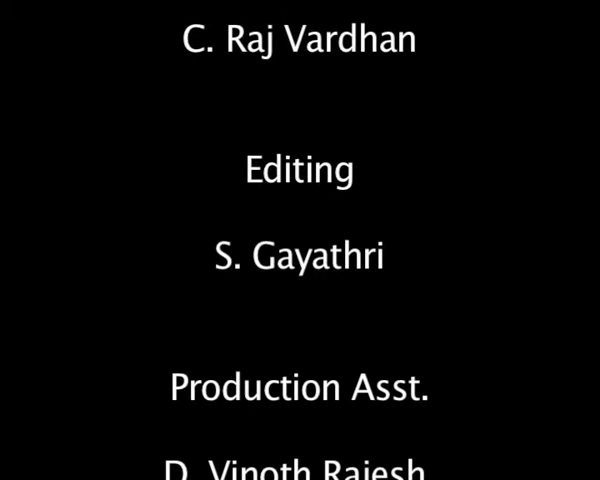 C. Raj Vardhan
Editing
S. Gayathri
Production Asst.
D. Vinoth Rajesh